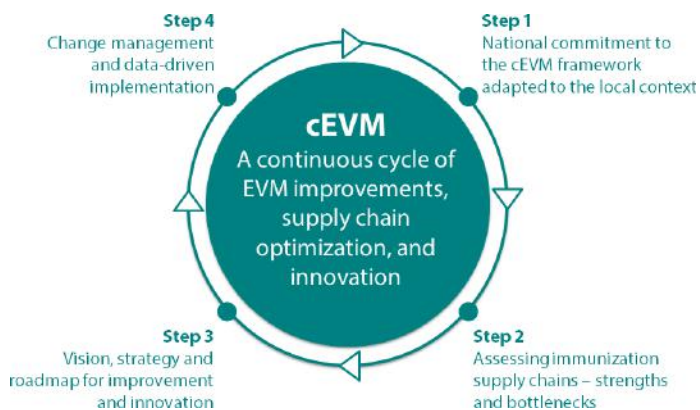 Step 4
Change management
and data-driven
implementation
Step 1
National commitment to
the cEVM framework
adapted to the local context
cEVM
A continuous cycle of
EVM improvements,
supply chain
optimization, and
innovation
Step 3
Vision, strategy and
roadmap for improvement
and innovation
Step 2
Assessing immunization
supply chains – strengths
and bottlenecks